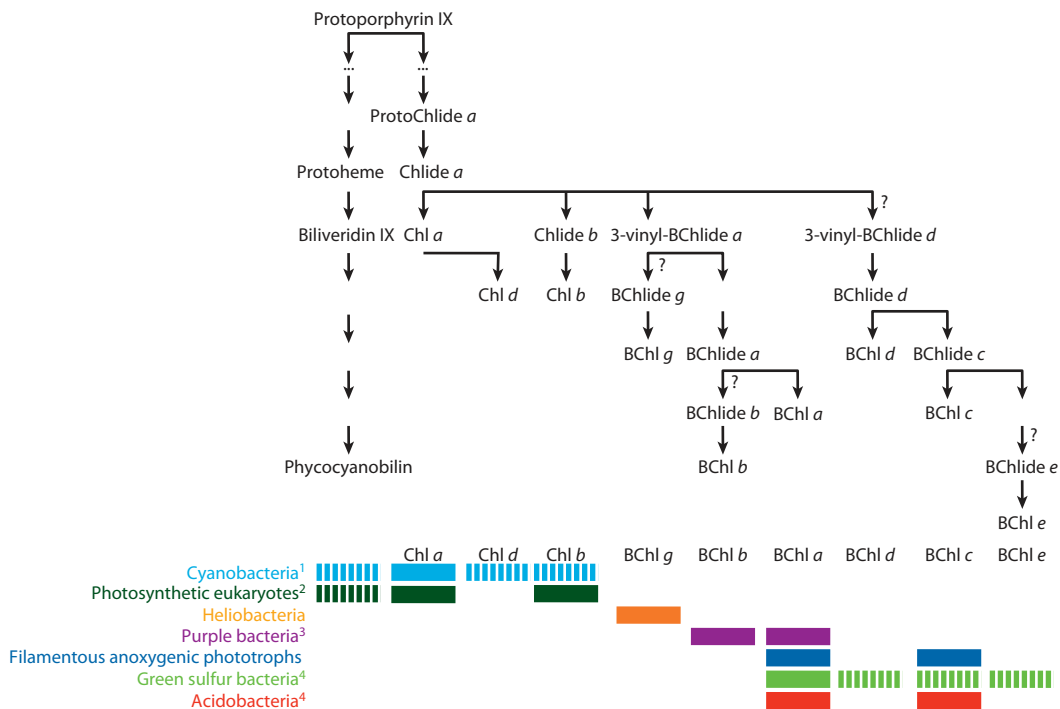 Protoporphyrin IX
... ...
ProtoChlide a
Protoheme Chlide a
?
Biliveridin IX Chl a Chlide b 3-vinyl-BChlide a 3-vinyl-BChlide d
?
Chl d Chl b BChlide g BChlide d
BChl g BChlide a BChl d BChlide c
?
BChlide b BChl a BChl c
?
Phycocyanobilin BChl b BChlide e
BChl e
Chl a Chl d Chl b BChl g BChl b BChl a BChl d BChl c BChl e
Cyanobacteria1
Photosynthetic eukaryotes2
Heliobacteria
Purple bacteria3
Filamentous anoxygenic phototrophs
Green sulfur bacteria4
Acidobacteria4